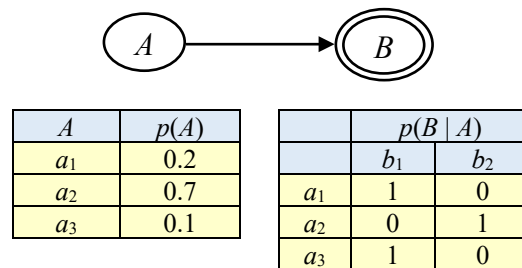 A B
A p(A)
a1 0.2
a2 0.7
a3 0.1
p(B | A)
b1 b2
a1 1 0
a2 0 1
a3 1 0